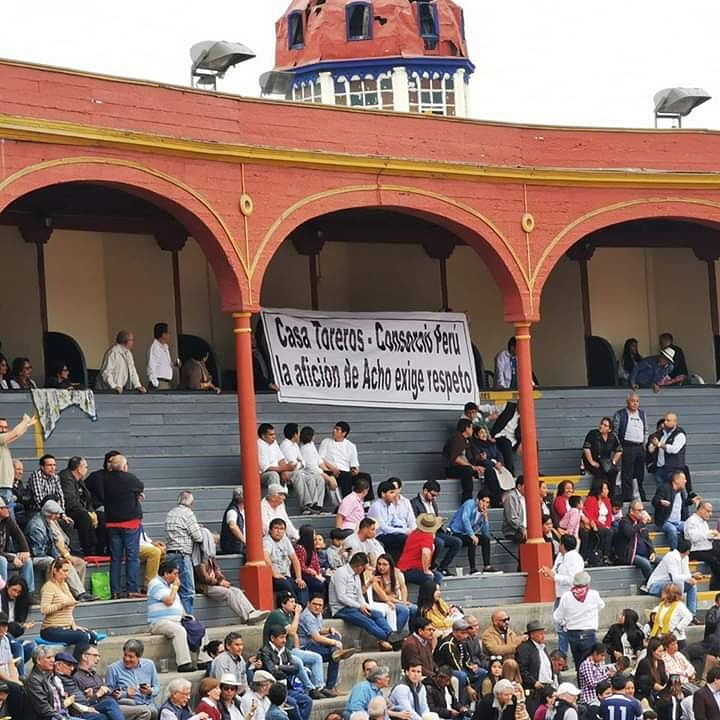 Casa Toreros - Consorcio Perú
la afición de Acho exige respeto